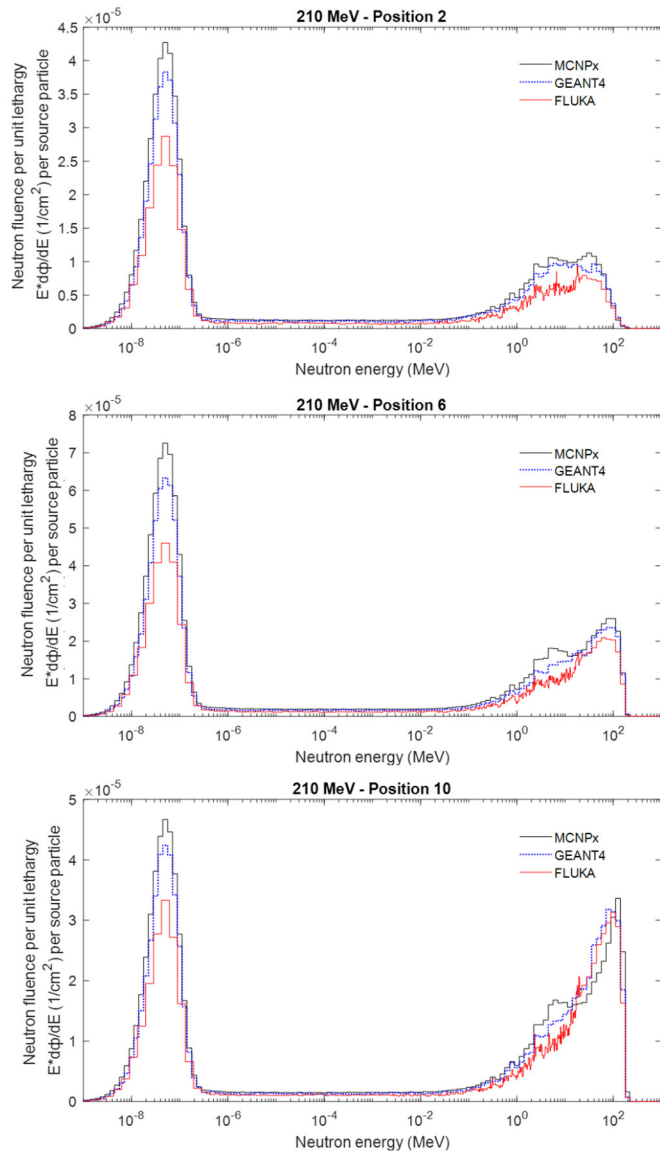 210 MeV - Position 2
×10⁻⁵
4.5
4
3.5
3
2.5
2
1.5
1
0.5
0
Neutron fluence per unit lethargy
E*dф/dE (1/cm²) per source particle
MCNPx
GEANT4
FLUKA
10⁻⁸ 10⁻⁶ 10⁻⁴ 10⁻² 10⁰ 10²
Neutron energy (MeV)
210 MeV - Position 6
×10⁻⁵
8
7
6
5
4
3
2
1
0
Neutron fluence per unit lethargy
E*dф/dE (1/cm²) per source particle
MCNPx
GEANT4
FLUKA
10⁻⁸ 10⁻⁶ 10⁻⁴ 10⁻² 10⁰ 10²
Neutron energy (MeV)
210 MeV - Position 10
×10⁻⁵
5
4
3
2
1
0
Neutron fluence per unit lethargy
E*dф/dE (1/cm²) per source particle
MCNPx
GEANT4
FLUKA
10⁻⁸ 10⁻⁶ 10⁻⁴ 10⁻² 10⁰ 10²
Neutron energy (MeV)